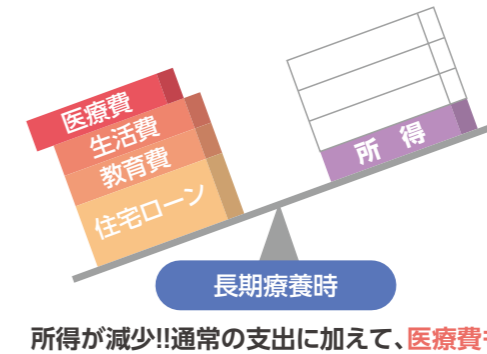 医療費
生活費
教育費
住宅ローン
所 得
長期療養時
所得が減少!!通常の支出に加えて、医療費